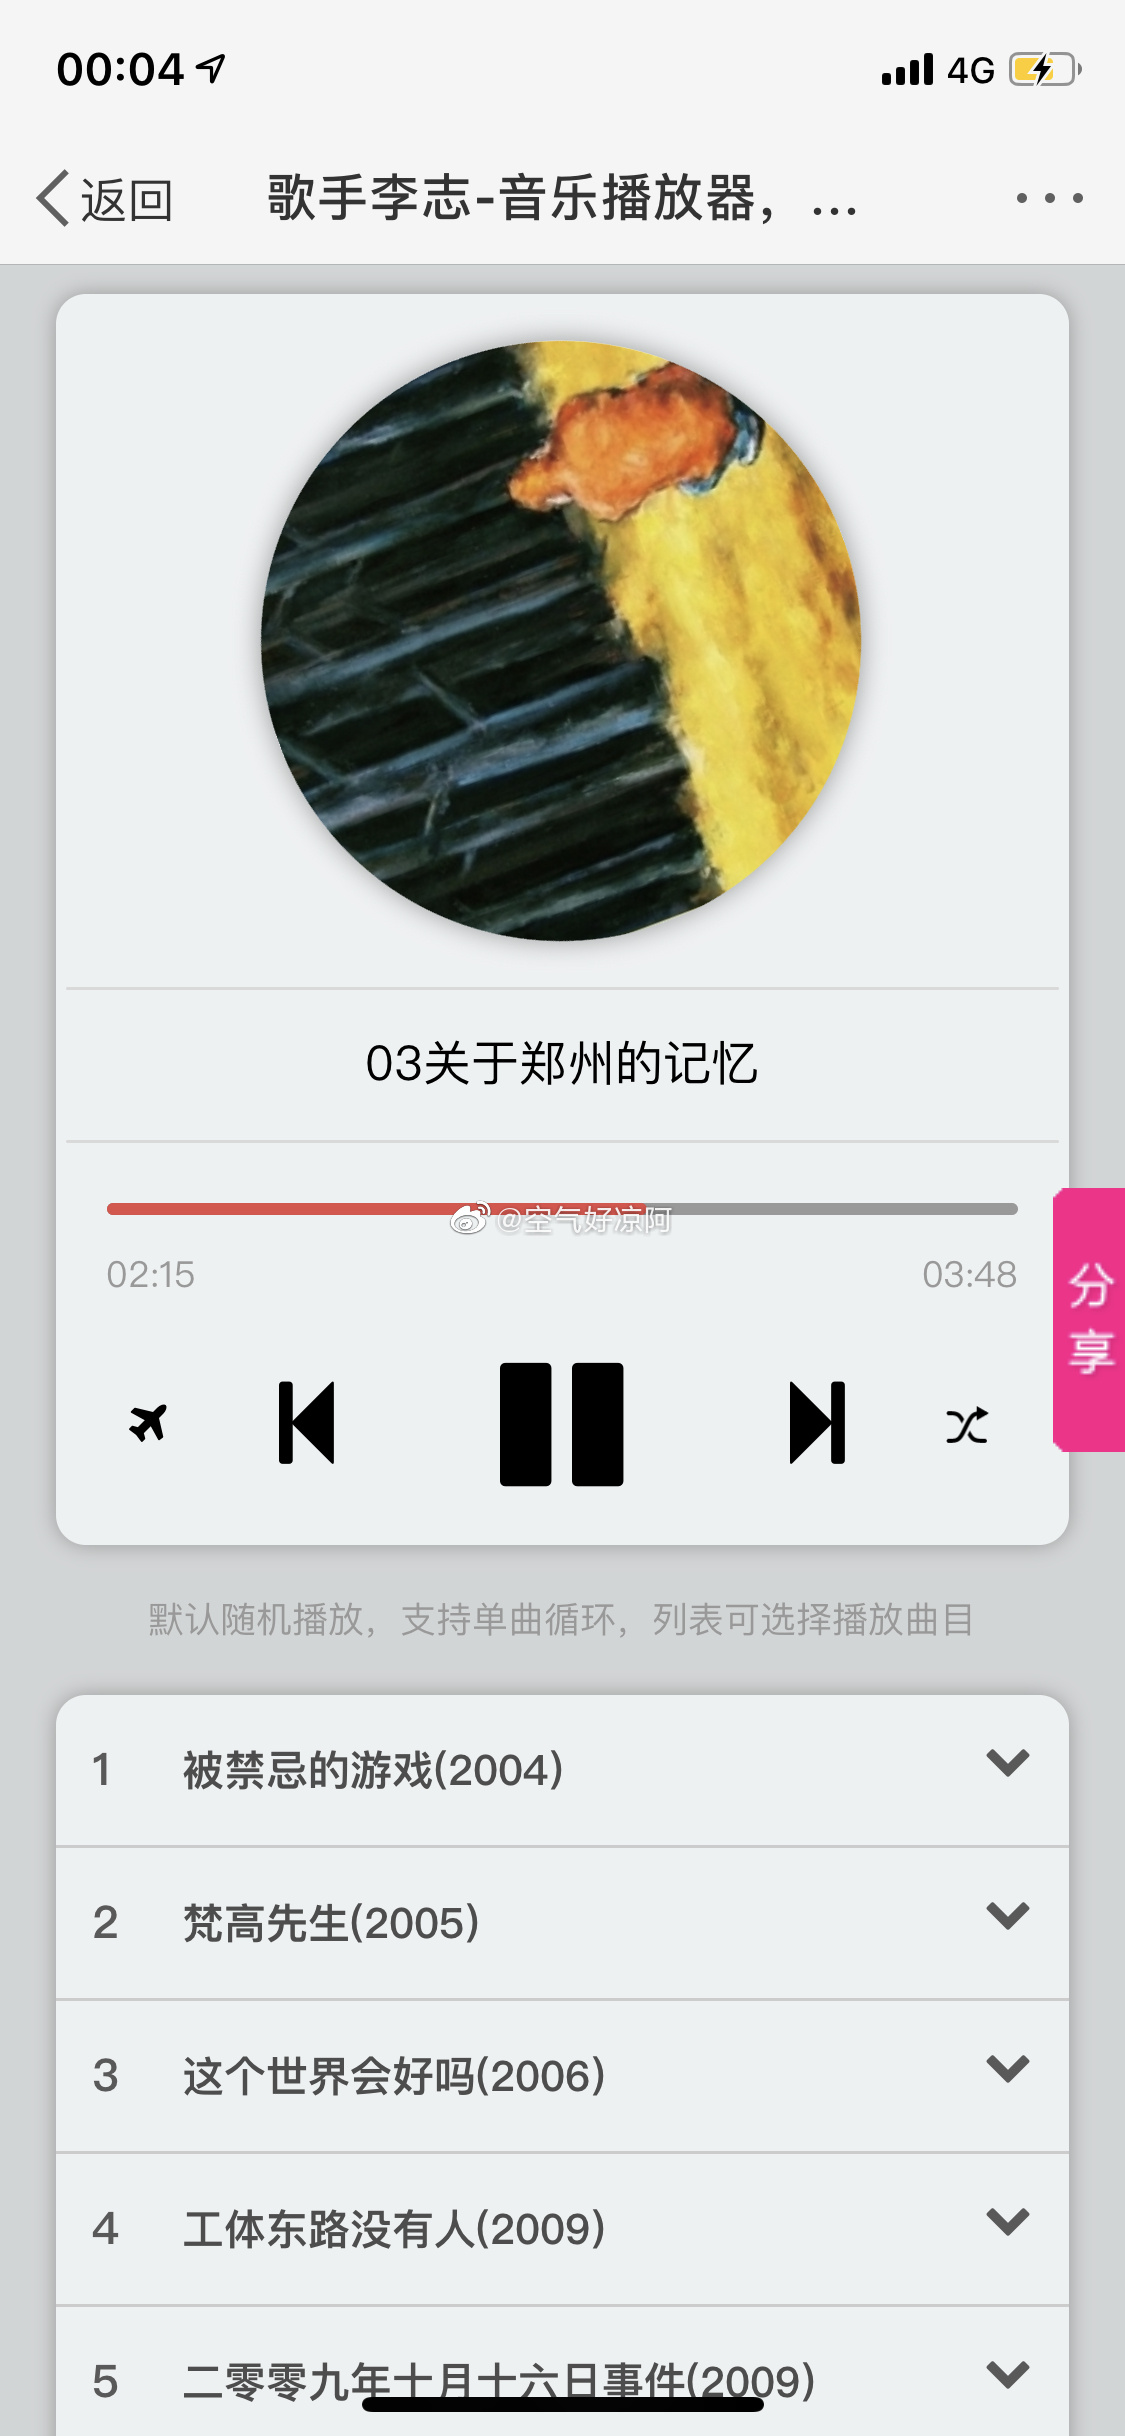 00:04 4G
返回 歌手李志-音乐播放器，...
03关于郑州的记忆
@空气好凉阿
02:15 03:48
分
享
默认随机播放，支持单曲循环，列表可选择播放曲目
1 被禁忌的游戏(2004)
2 梵高先生(2005)
3 这个世界会好吗(2006)
4 工体东路没有人(2009)
5 二零零九年十月十六日事件(2009)